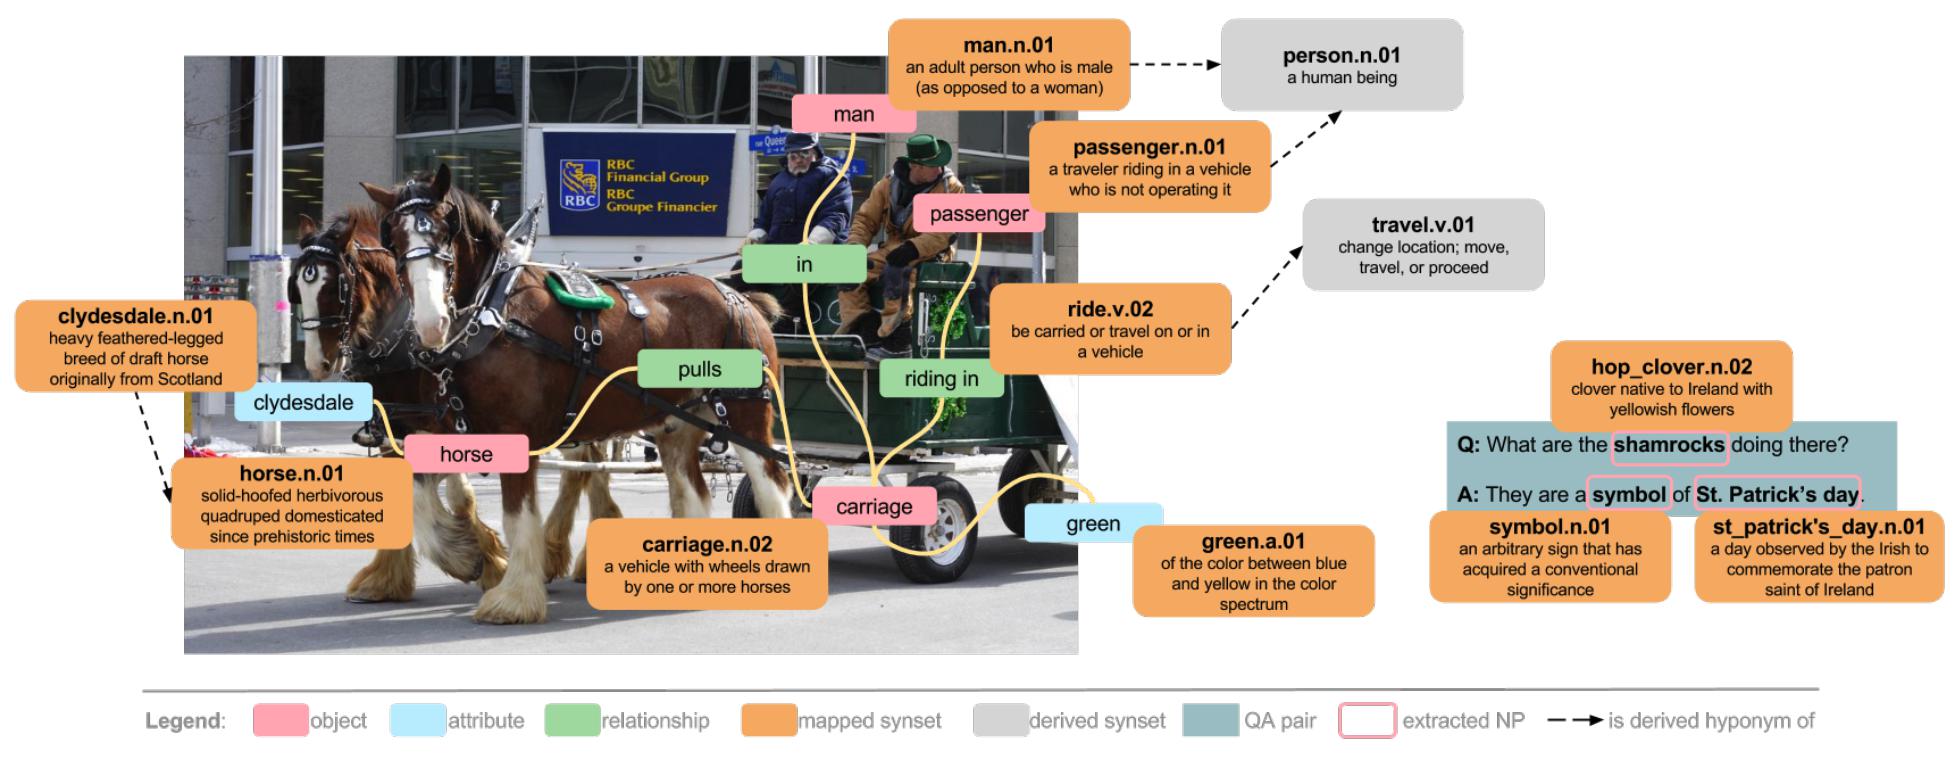 man.n.01
an adult person who is male
(as opposed to a woman)
person.n.01
a human being
man
passenger.n.01
a traveler riding in a vehicle
who is not operating it
Queen
RBC
Financial Group
RBC
Groupe Financier
RBC
passenger
travel.v.01
change location; move,
travel, or proceed
in
ride.v.02
be carried or travel on or in
a vehicle
clydesdale.n.01
heavy feathered-legged
breed of draft horse
originally from Scotland
pulls
riding in
clydesdale
hop_clover.n.02
clover native to Ireland with
yellowish flowers
Q: What are the shamrocks doing there?
A: They are a symbol of St. Patrick's day.
horse
horse.n.01
solid-hoofed herbivorous
quadruped domesticated
since prehistoric times
carriage
green
carriage.n.02
a vehicle with wheels drawn
by one or more horses
green.a.01
of the color between blue
and yellow in the color
spectrum
symbol.n.01
an arbitrary sign that has
acquired a conventional
significance
st_patrick's_day.n.01
a day observed by the Irish to
commemorate the patron
saint of Ireland
Legend: object attribute relationship mapped synset derived synset QA pair extracted NP is derived hyponym of